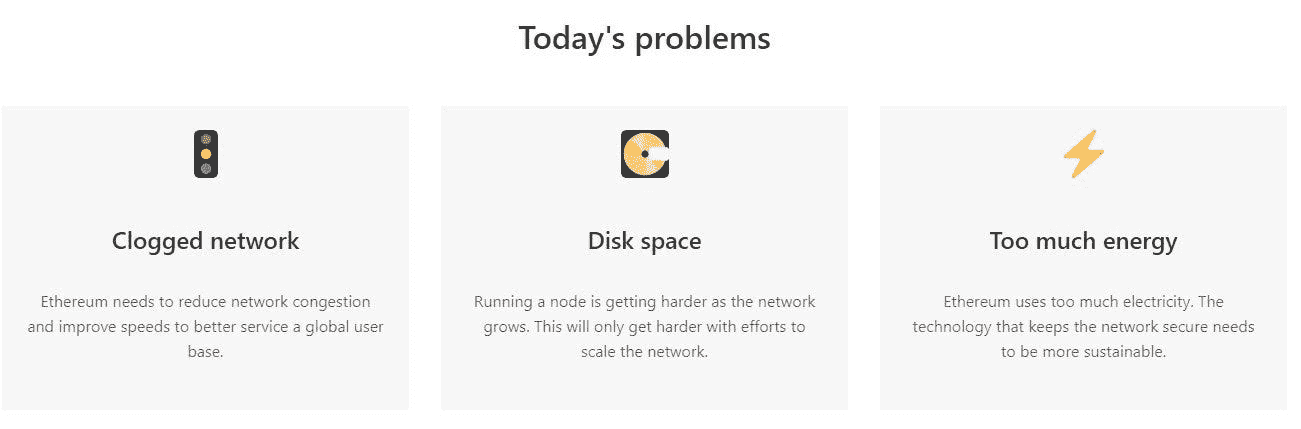 Today's problems
Clogged network
Ethereum needs to reduce network congestion
and improve speeds to better service a global user
base.
Disk space
Running a node is getting harder as the network
grows. This will only get harder with efforts to
scale the network.
Too much energy
Ethereum uses too much electricity. The
technology that keeps the network secure needs
to be more sustainable.